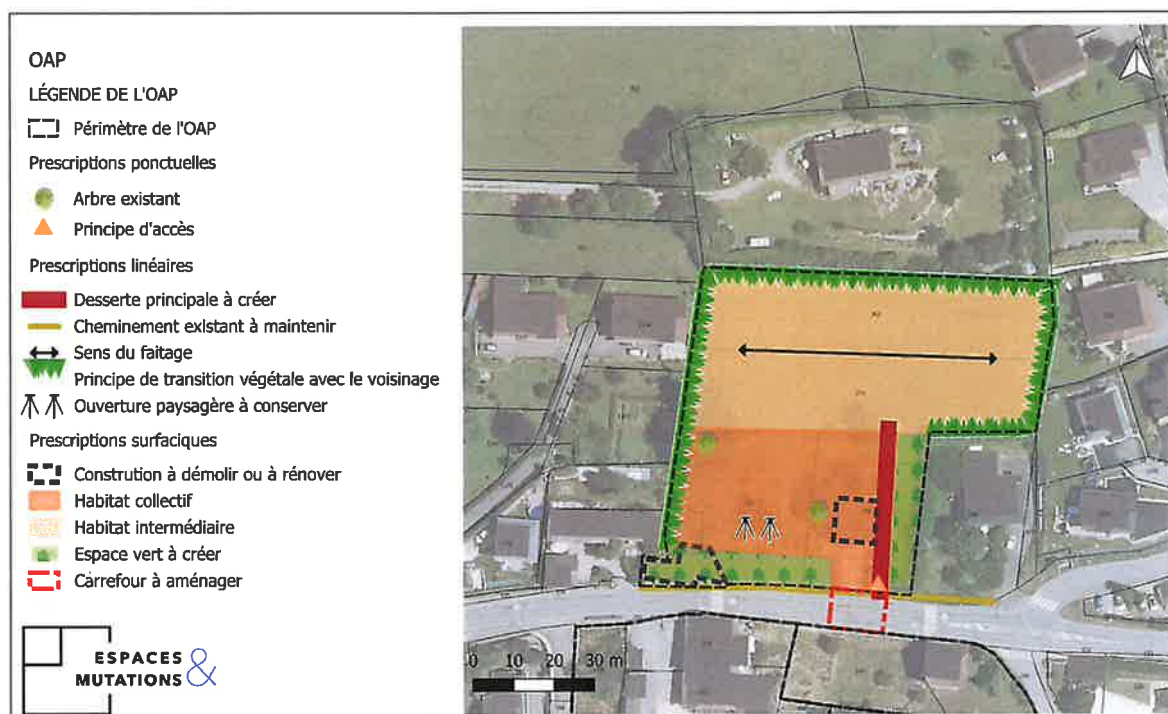 OAP
LÉGENDE DE L'OAP
Périmètre de l'OAP
Prescriptions ponctuelles
Arbre existant
Principe d'accès
Prescriptions linéaires
Desserte principale à créer
Cheminement existant à maintenir
Sens du faitage
Principe de transition végétale avec le voisinage
Ouverture paysagère à conserver
Prescriptions surfaciques
Constrution à démolir ou à rénover
Habitat collectif
Habitat intermédiaire
Espace vert à créer
Carrefour à aménager
ESPACES &
MUTATIONS
0 10 20 30 m